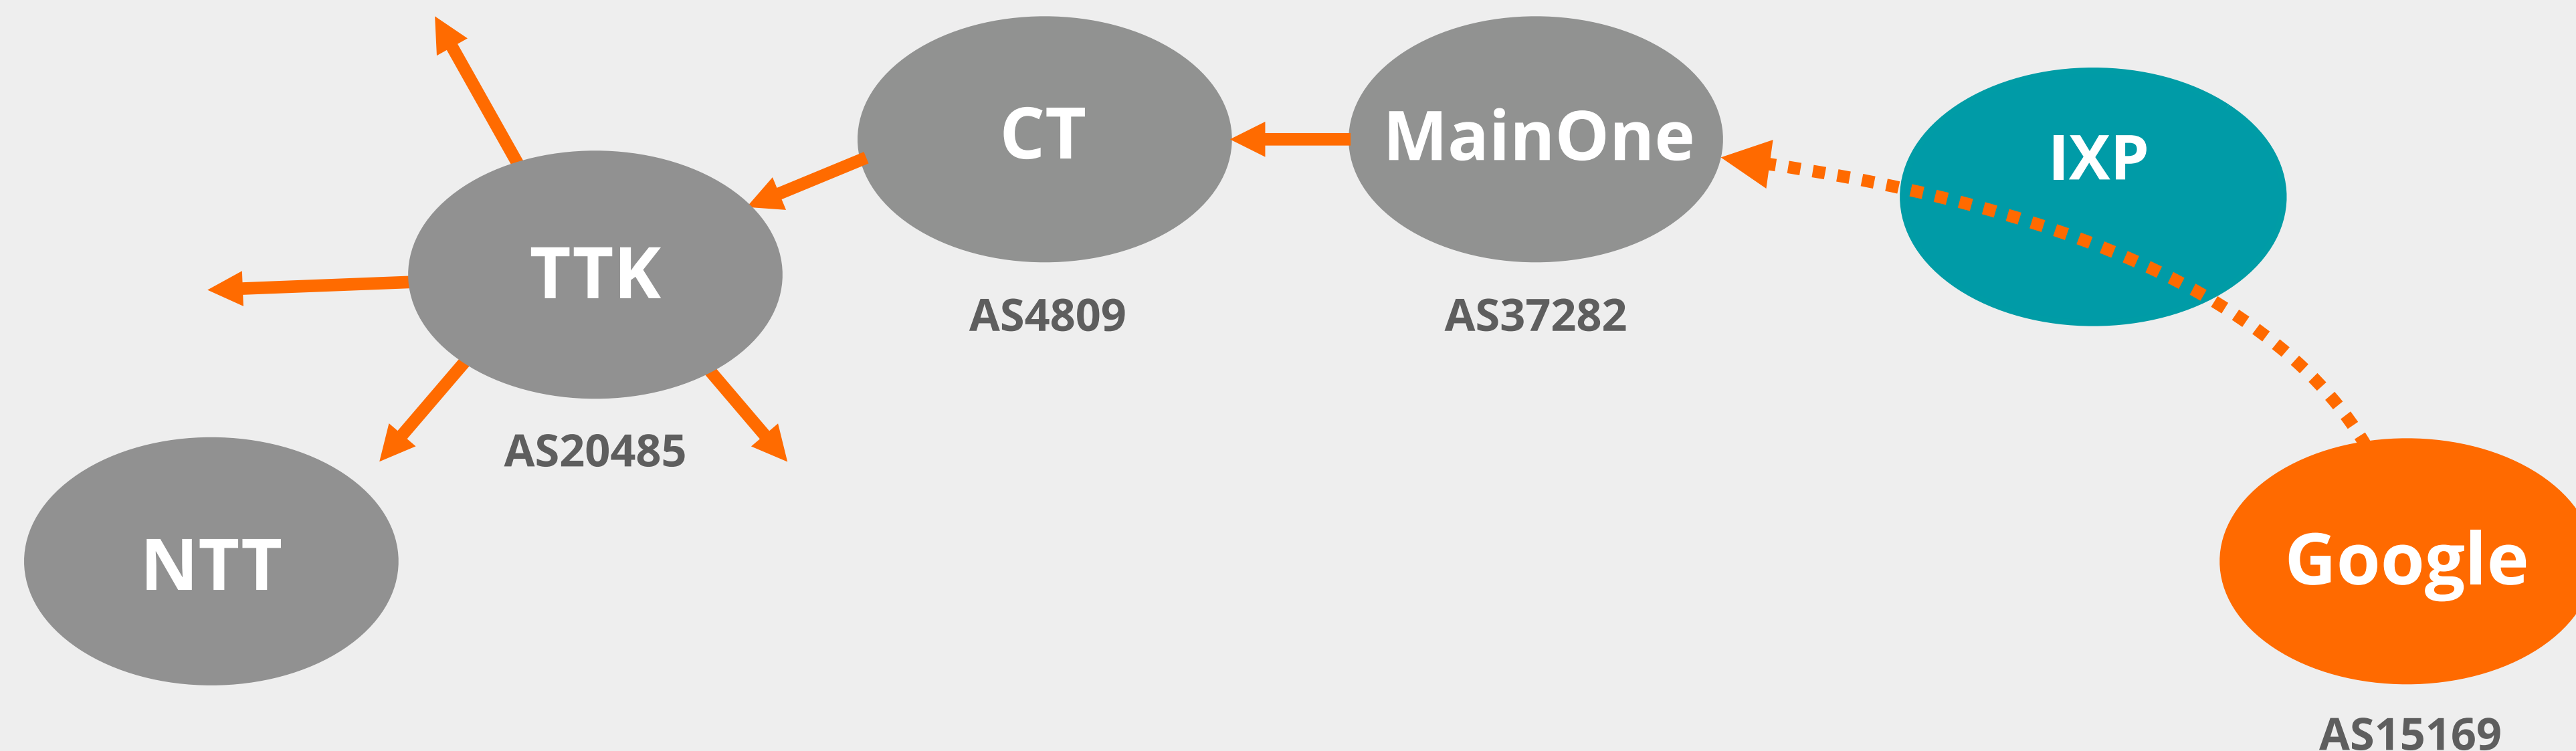 CT
AS4809
MainOne
AS37282
IXP
TTK
AS20485
NTT
Google
AS15169